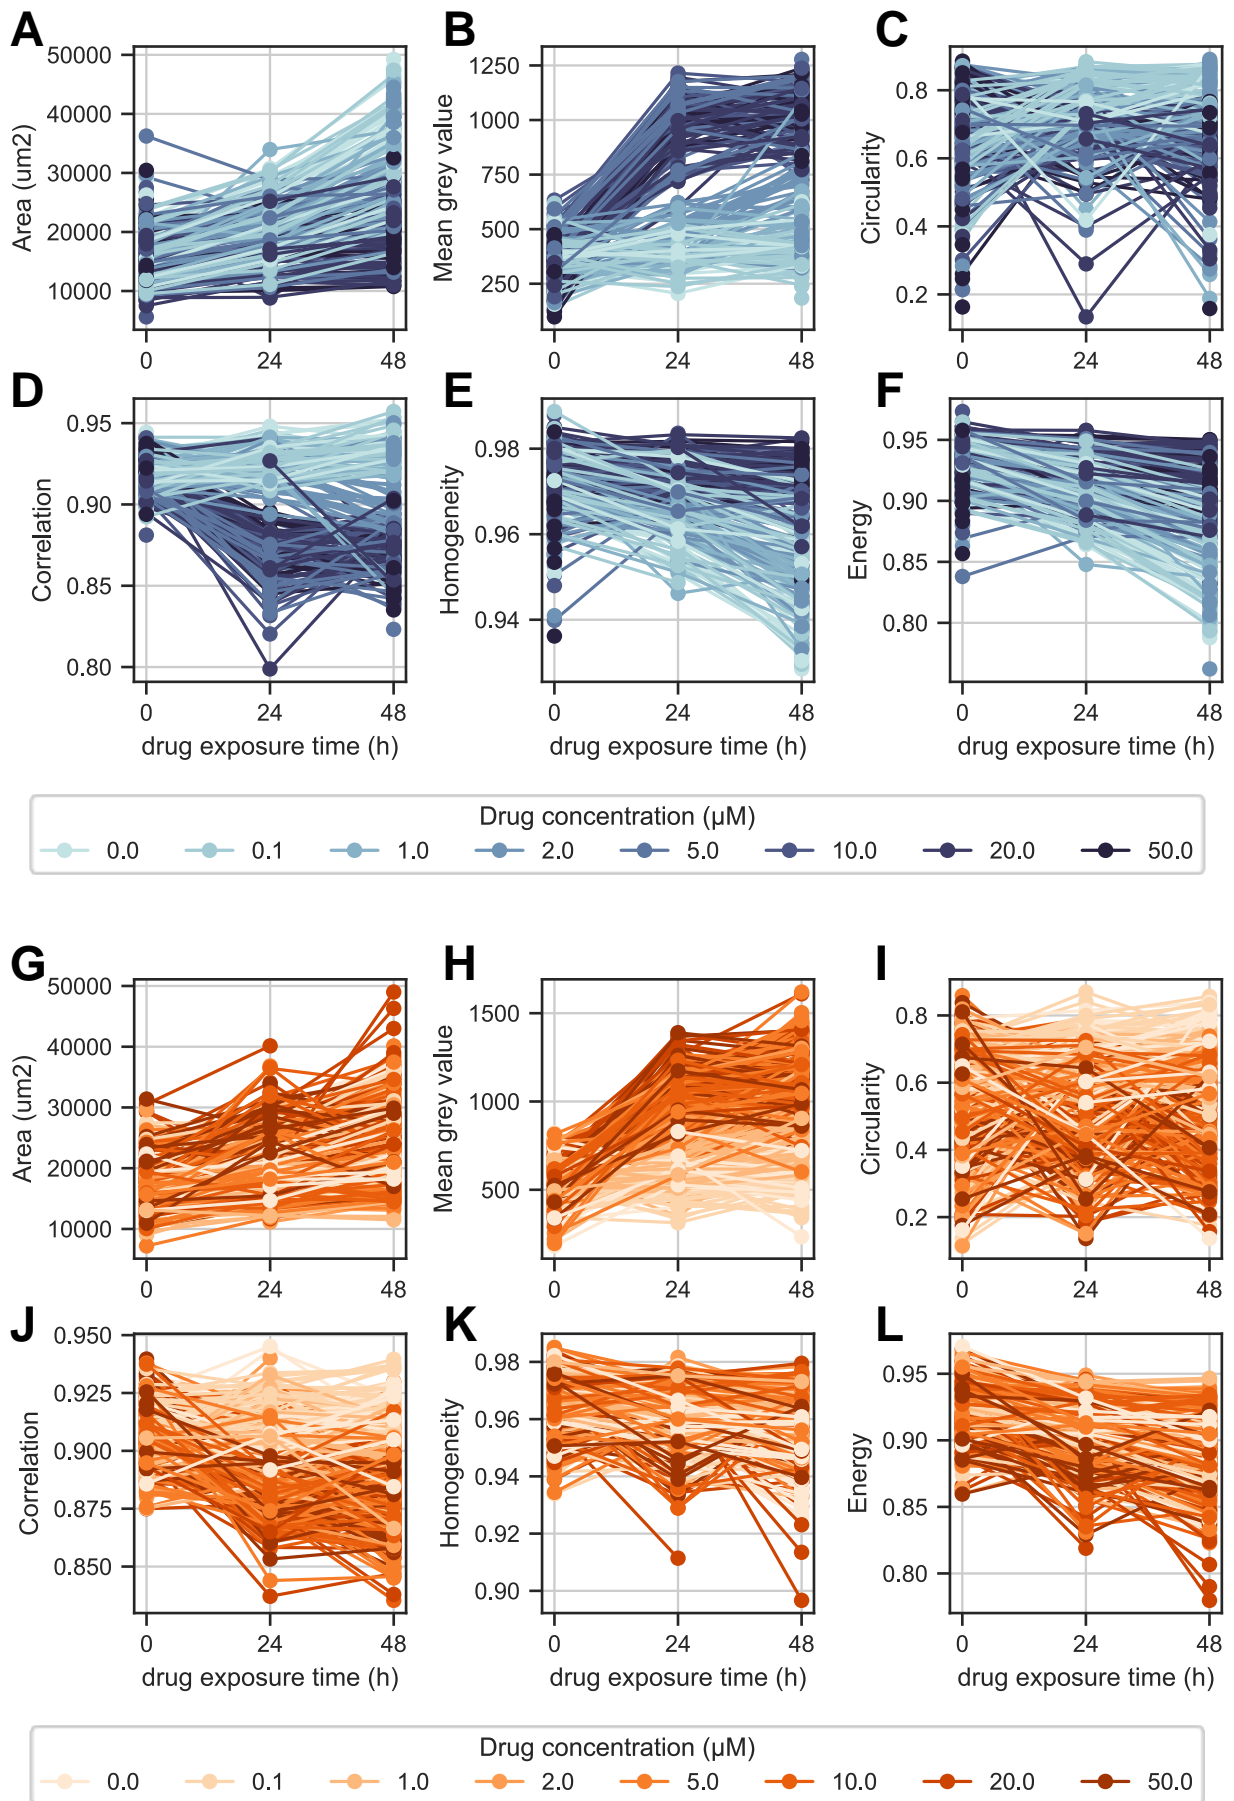 A
B
C
50000
40000
30000
20000
10000
Area (um2)
0
24
48
1250
1000
750
500
250
Mean grey value
0
24
48
0.8
0.6
0.4
0.2
Circularity
0
24
48
D
E
F
0.95
0.90
0.85
0.80
Correlation
0
24
48
drug exposure time (h)
0.98
0.96
0.94
Homogeneity
0
24
48
drug exposure time (h)
0.95
0.90
0.85
0.80
Energy
0
24
48
drug exposure time (h)
Drug concentration (μM)
0.0 0.1 1.0 2.0 5.0 10.0 20.0 50.0
G
H
I
50000
40000
30000
20000
10000
Area (um2)
0
24
48
1500
1000
500
Mean grey value
0
24
48
0.8
0.6
0.4
0.2
Circularity
0
24
48
J
K
L
0.950
0.925
0.900
0.875
0.850
Correlation
0
24
48
drug exposure time (h)
0.98
0.96
0.94
0.92
0.90
Homogeneity
0
24
48
drug exposure time (h)
0.95
0.90
0.85
0.80
Energy
0
24
48
drug exposure time (h)
Drug concentration (μM)
0.0 0.1 1.0 2.0 5.0 10.0 20.0 50.0